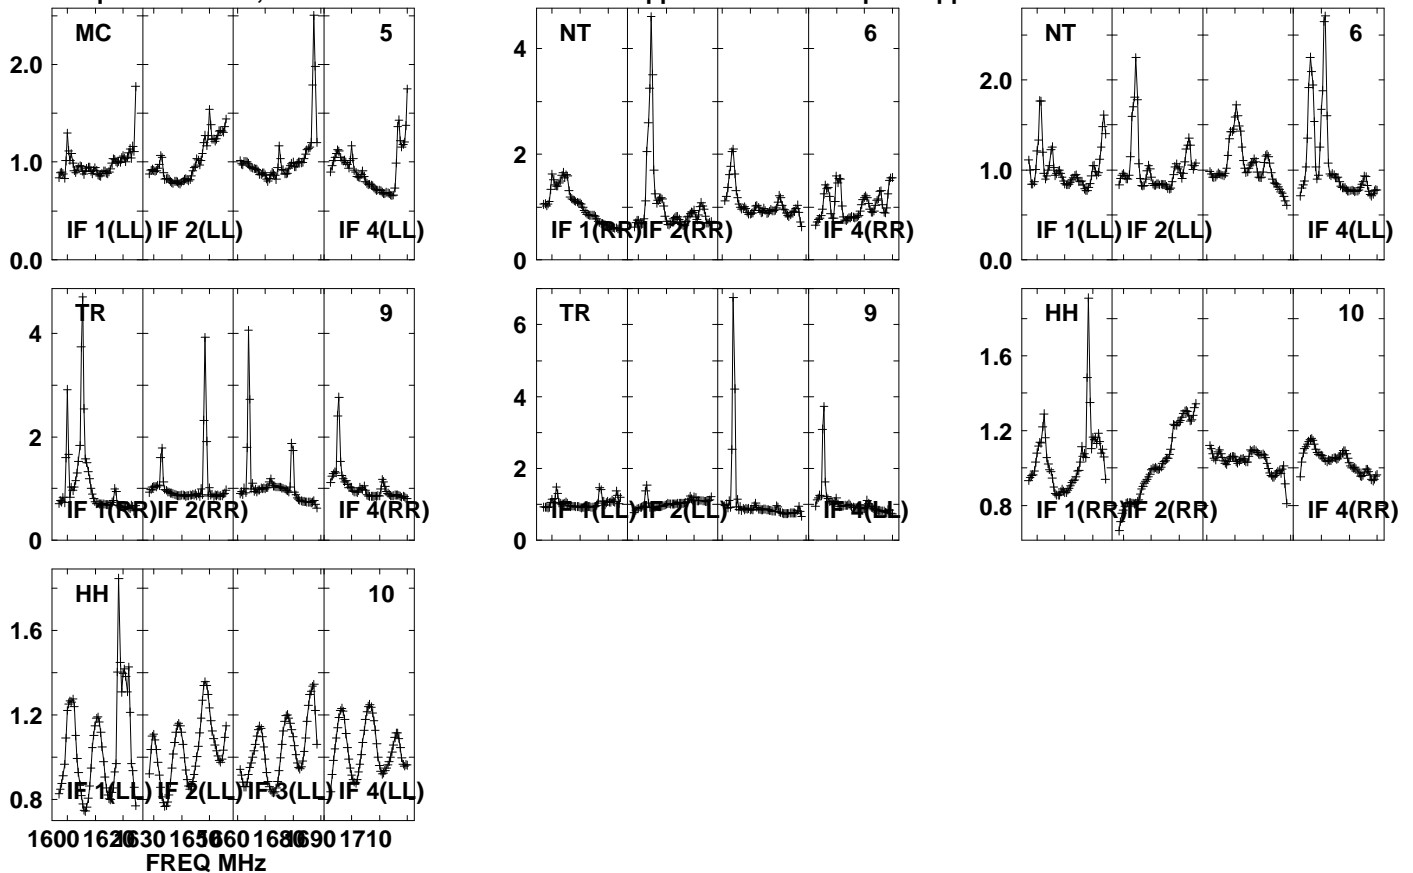 MC 5
2.0
1.0
0.0
IF 1(LL) IF 2(LL) IF 4(LL)
NT 6
4
2
0
IF 1(RR) IF 2(RR) IF 4(RR)
NT 6
2.0
1.0
0.0
IF 1(LL) IF 2(LL) IF 4(LL)
TR 9
4
2
0
IF 1(RR) IF 2(RR) IF 4(RR)
TR 9
6
4
2
0
IF 1(LL) IF 2(LL) IF 4(LL)
HH 10
1.6
1.2
0.8
IF 1(RR) IF 2(RR) IF 4(RR)
HH 10
1.6
1.2
0.8
IF 1(LL) IF 2(LL) IF 3(LL) IF 4(LL)
1600 1620 1630 1650 1660 1680 1690 1710
FREQ MHz